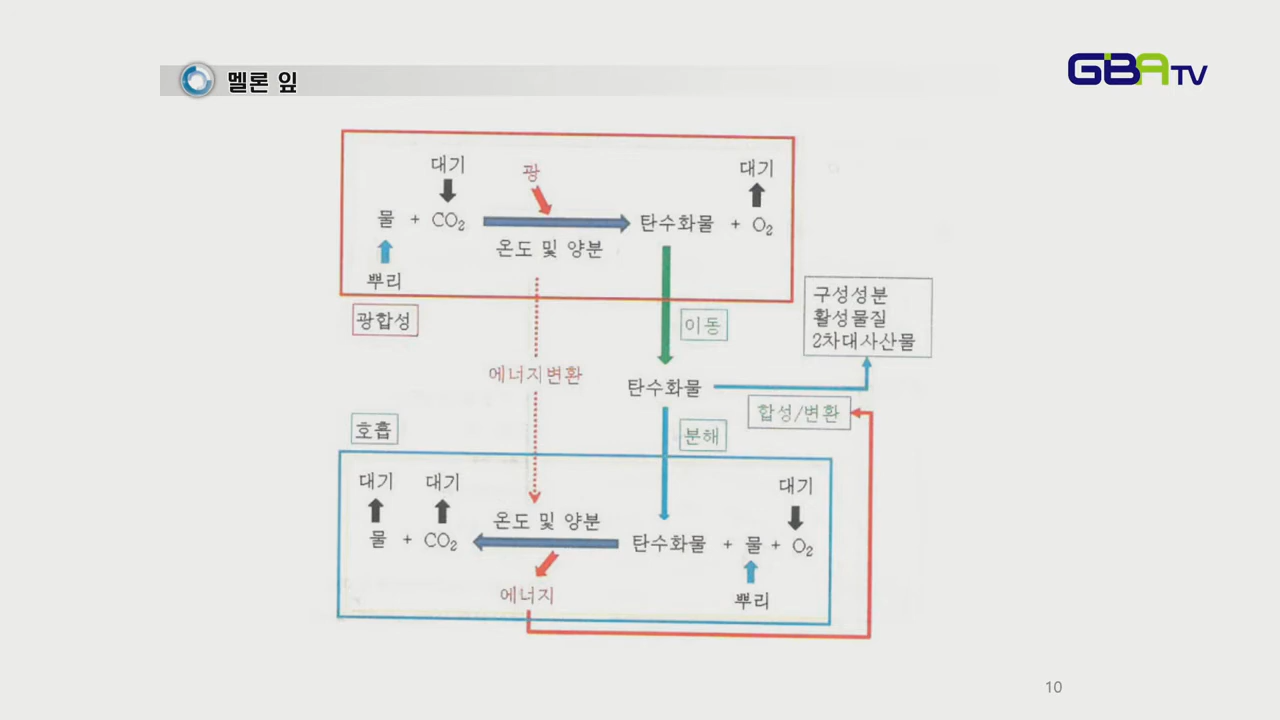 멜론 잎
GBA TV
대기
광
대기
물 + CO₂
탄수화물 + O₂
온도 및 양분
뿌리
광합성
이동
구성성분
활성물질
2차대사산물
에너지변환
탄수화물
합성/변환
호흡
분해
대기
대기
대기
온도 및 양분
물 + CO₂
탄수화물 + 물 + O₂
에너지
뿌리
10